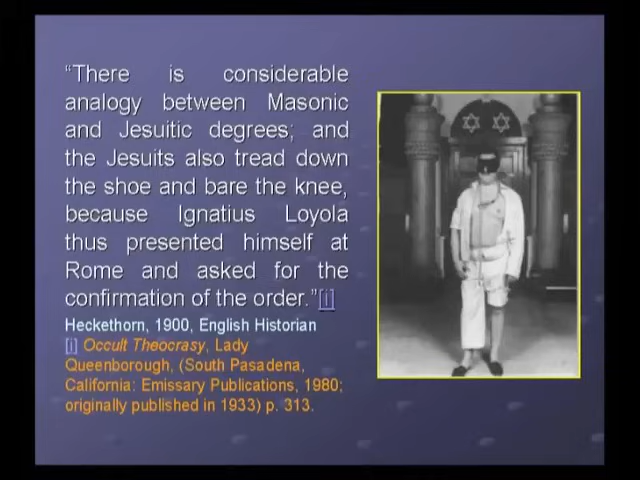 “There is considerable
analogy between Masonic
and Jesuitic degrees; and
the Jesuits also tread down
the shoe and bare the knee,
because Ignatius Loyola
thus presented himself at
Rome and asked for the
confirmation of the order.”[i]
Heckethorn, 1900, English Historian
[i] Occult Theocrasy, Lady
Queenborough, (South Pasadena,
California: Emissary Publications, 1980;
originally published in 1933) p. 313.